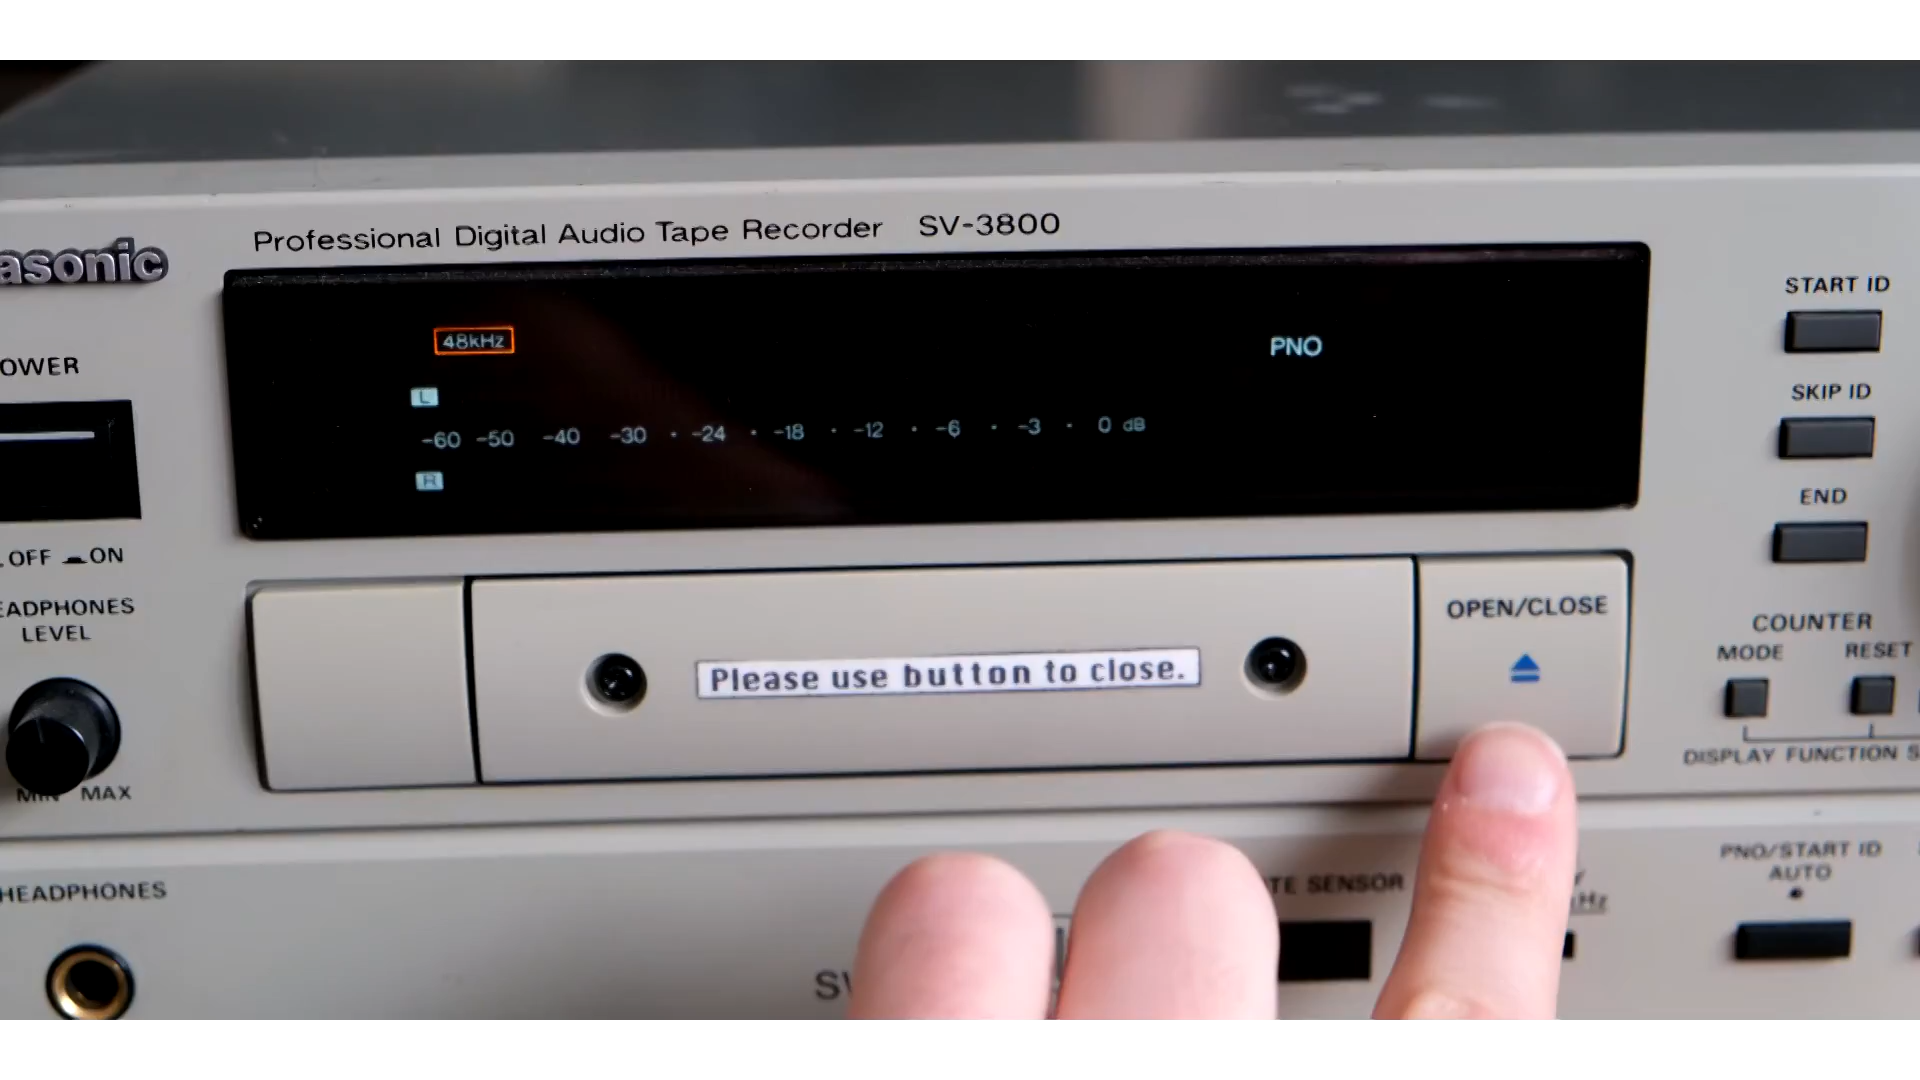 Professional Digital Audio Tape Recorder SV-3800
asonic
START ID
48kHz
PNO
OWER
SKIP ID
L
-60 -50 -40 -30 · -24 · -18 · -12 · -6 · -3 · 0 dB
R
END
OFF ON
OPEN/CLOSE
EADPHONES
LEVEL
COUNTER
MODE RESET
Please use button to close.
DISPLAY FUNCTION S
MIN MAX
PNO/START ID
AUTO
HEADPHONES
TE SENSOR
Hz